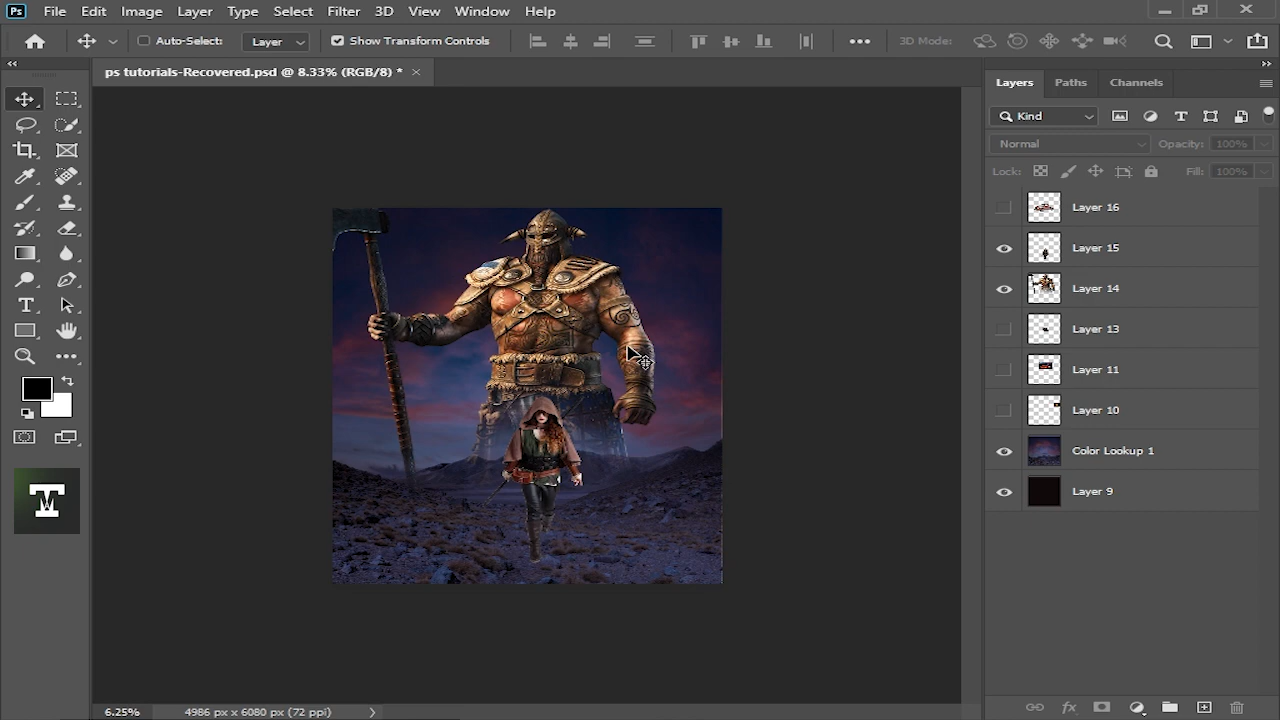 Ps File Edit Image Layer Type Select Filter 3D View Window Help
Auto-Select: Layer Show Transform Controls 3D Mode:
ps tutorials-Recovered.psd @ 8.33% (RGB/8) *
Layers Paths Channels
Kind
Normal Opacity: 100%
Lock: Fill: 100%
Layer 16
Layer 15
Layer 14
Layer 13
Layer 11
Layer 10
Color Lookup 1
Layer 9
6.25% 4986 px x 6080 px (72 ppi)